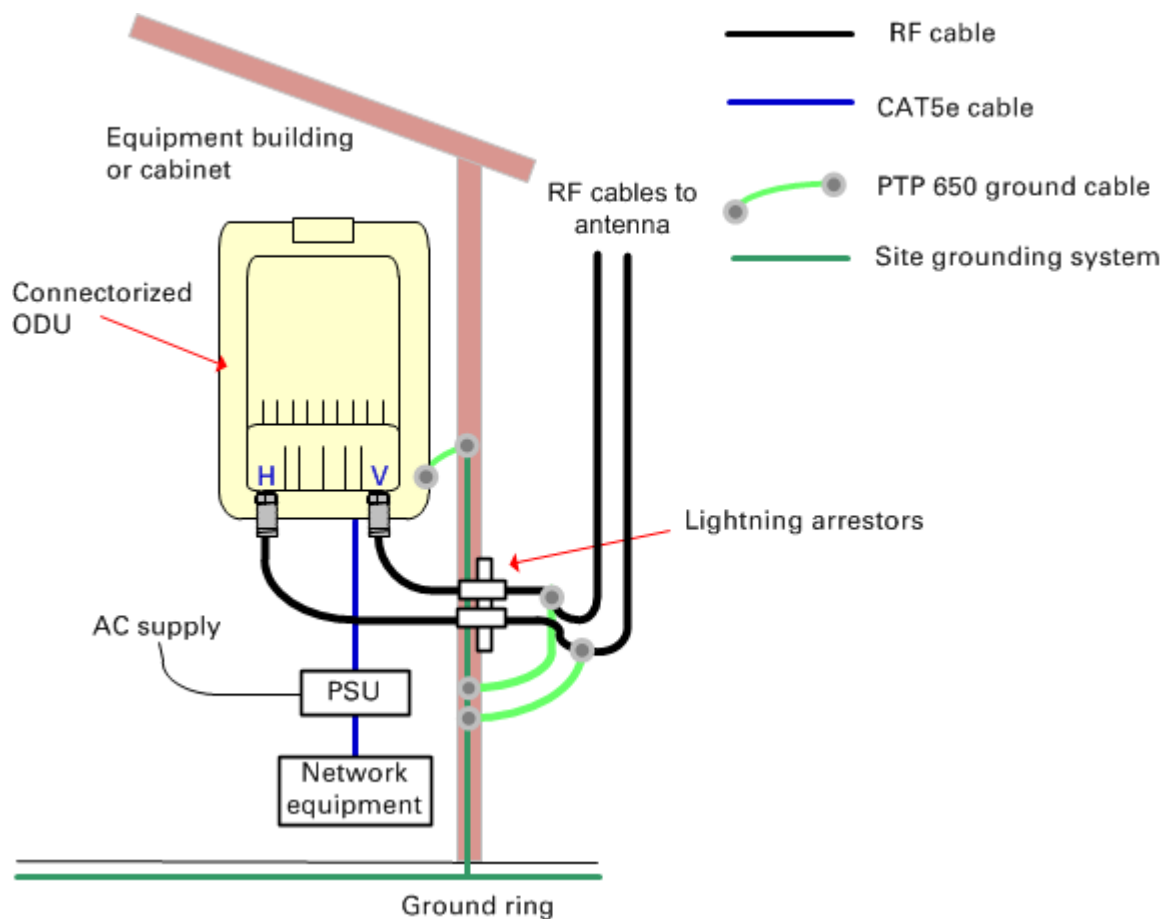 RF cable
CAT5e cable
PTP 650 ground cable
Site grounding system
Equipment building
or cabinet
RF cables to
antenna
Connectorized
ODU
H
V
Lightning arrestors
AC supply
PSU
Network
equipment
Ground ring